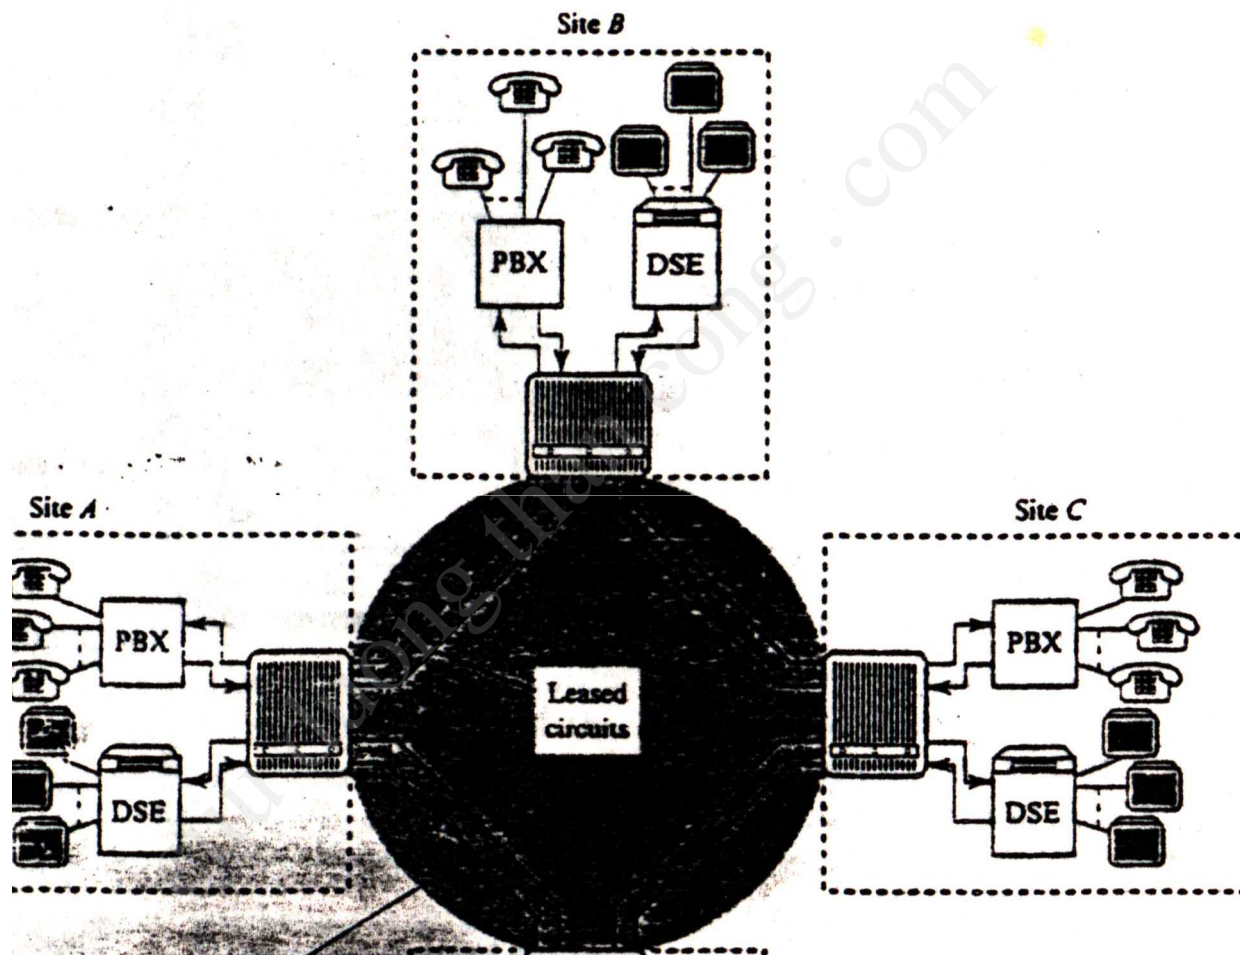 Site B
PBX
DSE
Site A
Site C
PBX
PBX
Leased
circuits
DSE
DSE